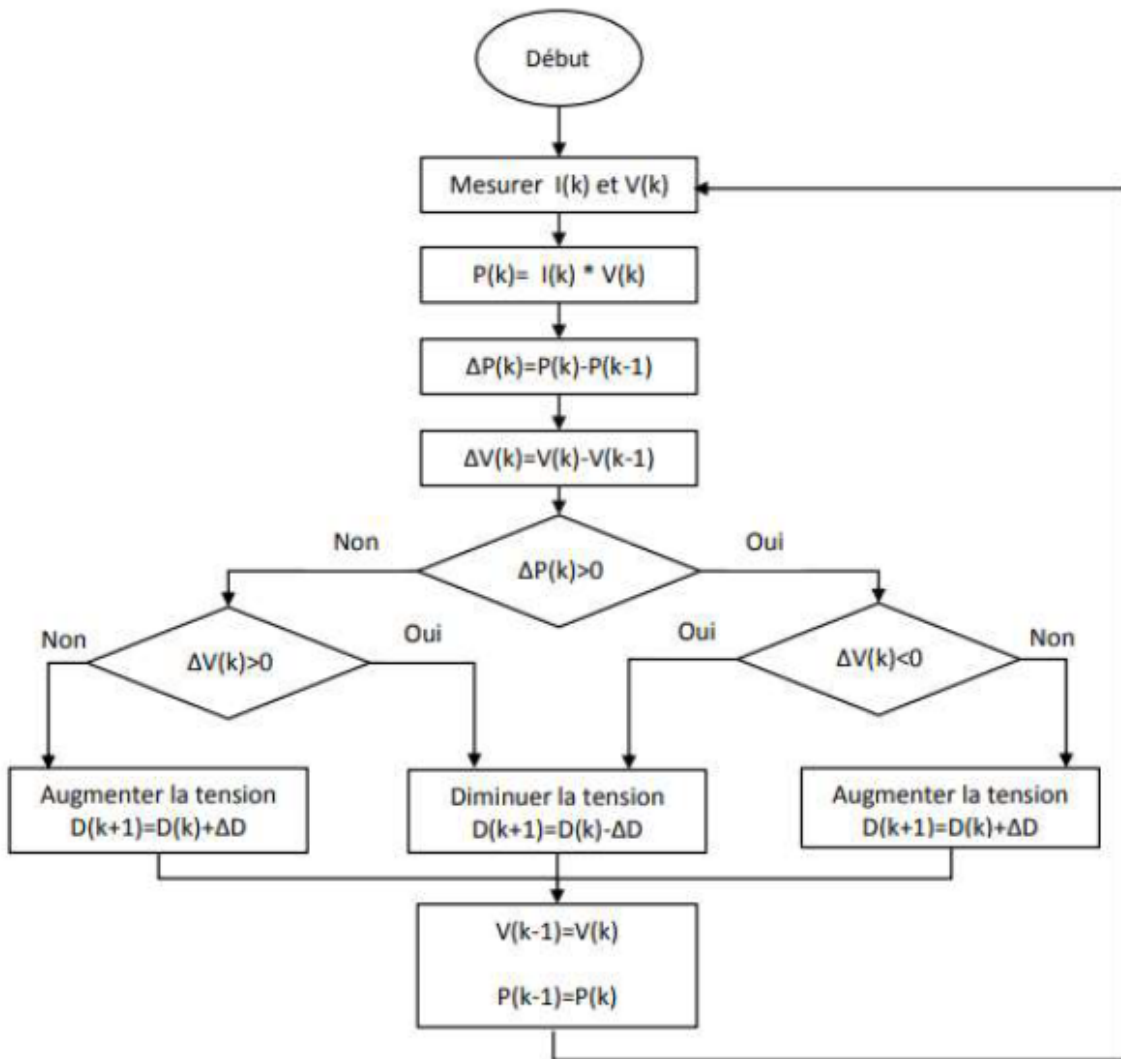 Début
Mesurer I(k) et V(k)
P(k)= I(k) * V(k)
ΔP(k)=P(k)-P(k-1)
ΔV(k)=V(k)-V(k-1)
Non
Oui
ΔP(k)>0
Non
Oui
Oui
Non
ΔV(k)>0
ΔV(k)<0
Augmenter la tension
D(k+1)=D(k)+ΔD
Diminuer la tension
D(k+1)=D(k)-ΔD
Augmenter la tension
D(k+1)=D(k)+ΔD
V(k-1)=V(k)
P(k-1)=P(k)